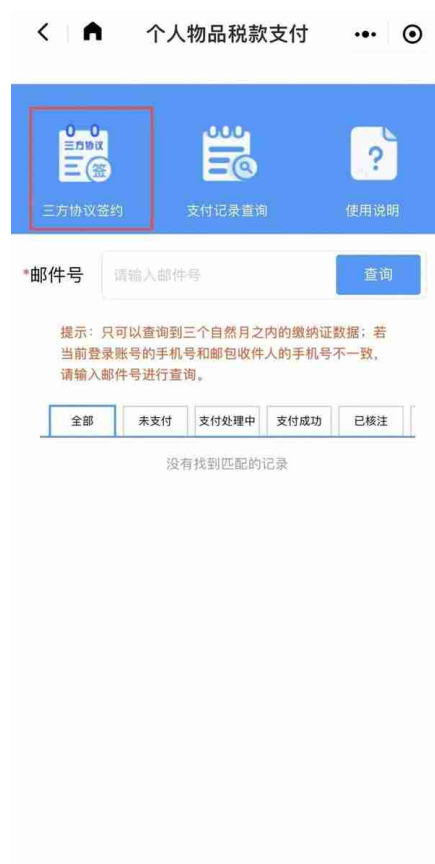 个人物品税款支付
三方协议
签
三方协议签约
支付记录查询
?
使用说明
*邮件号
请输入邮件号
查询
提示：只可以查询到三个自然月之内的缴纳证数据；若
当前登录账号的手机号和邮包收件人的手机号不一致，
请输入邮件号进行查询。
全部
未支付
支付处理中
支付成功
已核注
没有找到匹配的记录